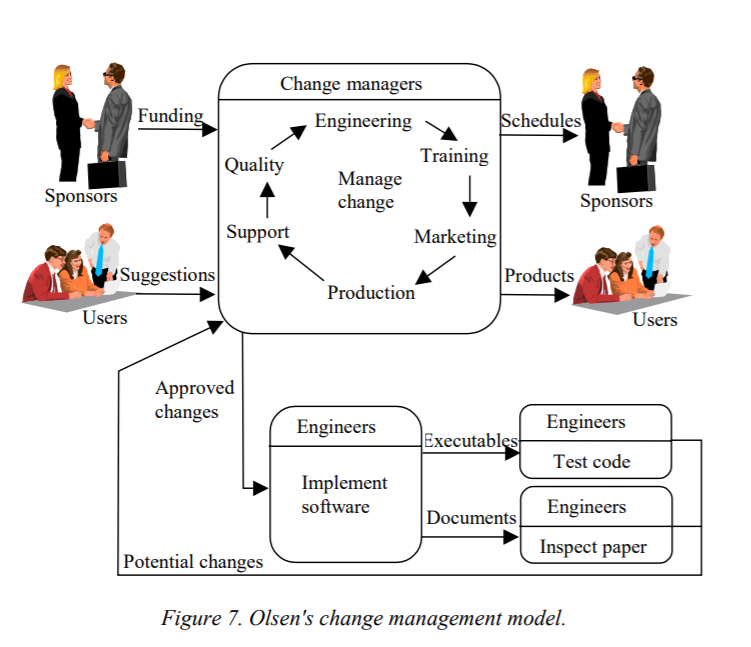 Change managers
Funding
Engineering
Schedules
Quality
Training
Manage
change
Sponsors
Sponsors
Support
Marketing
Suggestions
Production
Products
Users
Users
Approved
changes
Engineers
Implement
software
Executables
Engineers
Test code
Documents
Engineers
Inspect paper
Potential changes
Figure 7. Olsen's change management model.